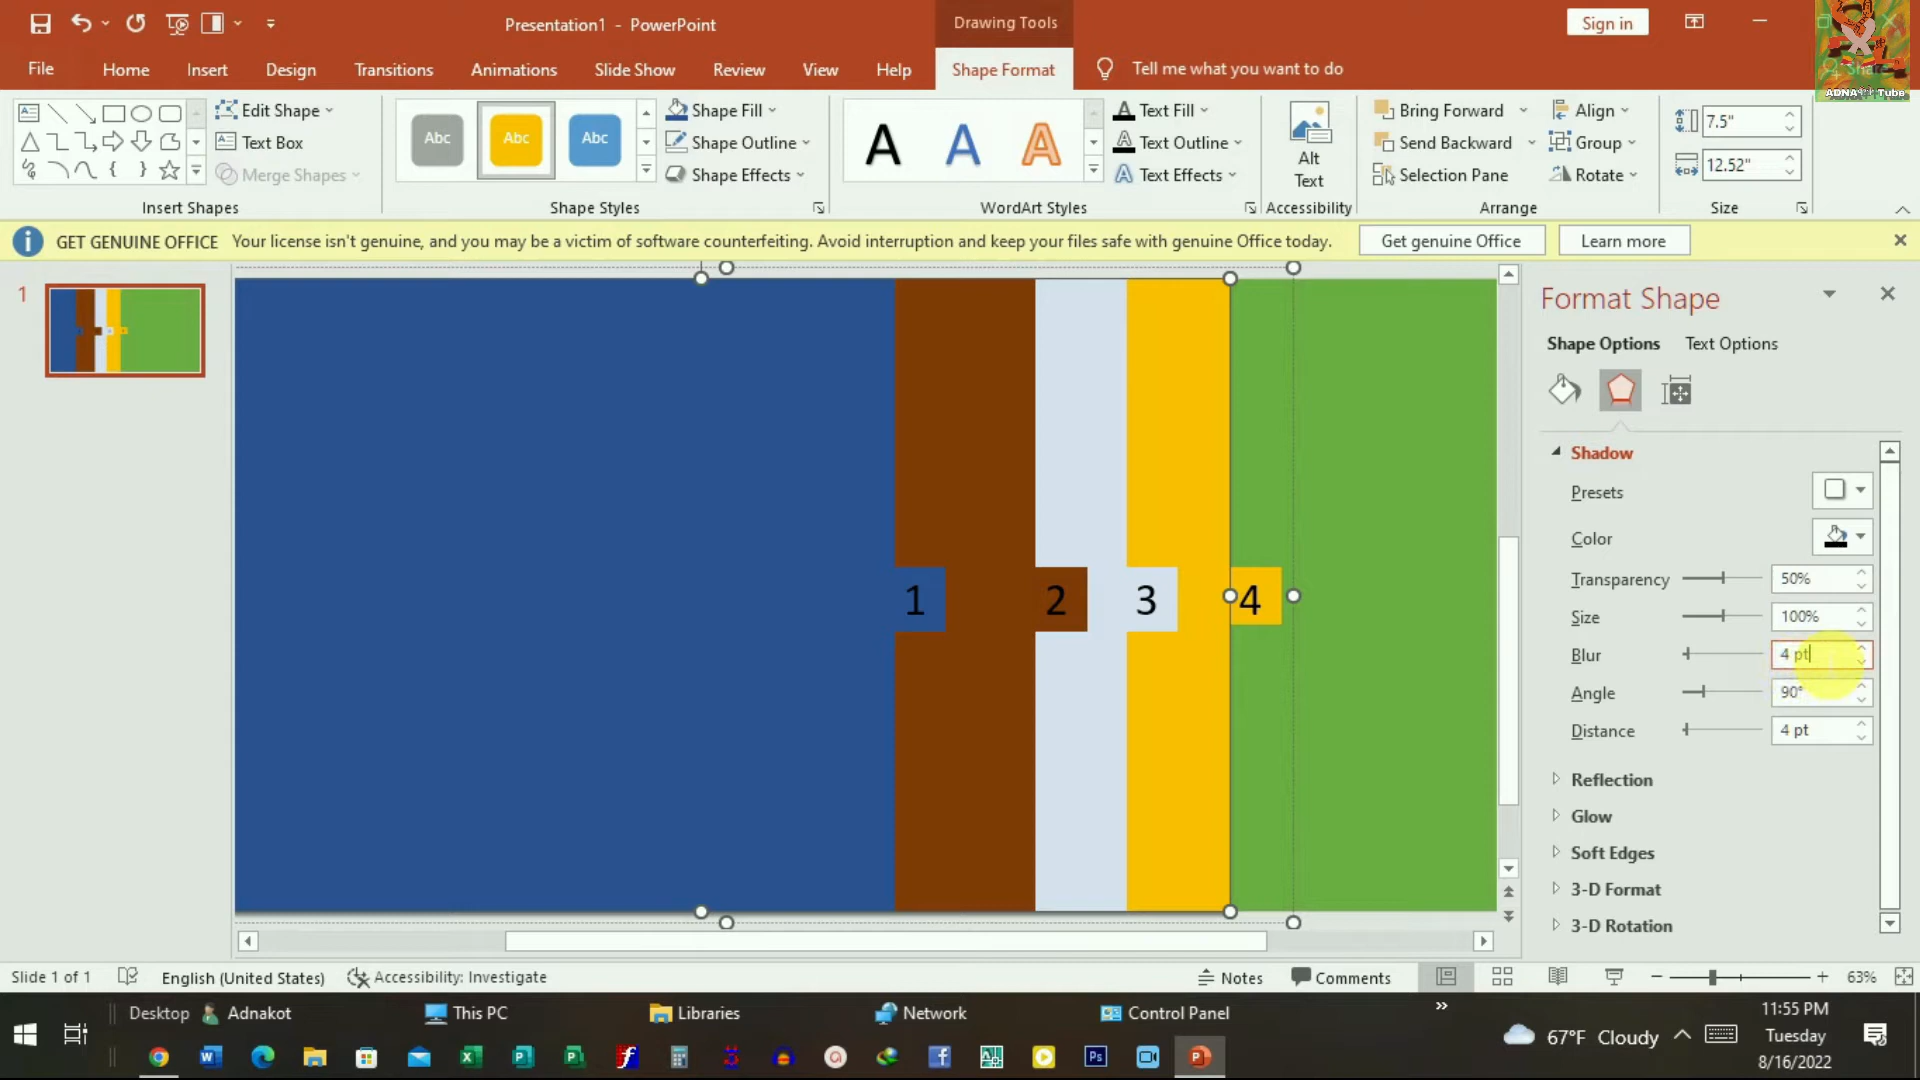 Presentation1 - PowerPoint
Drawing Tools
Sign in
File Home Insert Design Transitions Animations Slide Show Review View Help Shape Format Tell me what you want to do
ADNA Tube
Edit Shape
Text Box
Merge Shapes
Insert Shapes
Abc Abc Abc
Shape Fill
Shape Outline
Shape Effects
Shape Styles
A A A
Text Fill
Text Outline
Text Effects
WordArt Styles
Alt
Text
Accessibility
Bring Forward
Send Backward
Selection Pane
Align
Group
Rotate
Arrange
7.5"
12.52"
Size
GET GENUINE OFFICE Your license isn't genuine, and you may be a victim of software counterfeiting. Avoid interruption and keep your files safe with genuine Office today. Get genuine Office Learn more
1
1 2 3 4
Format Shape
Shape Options Text Options
Shadow
Presets
Color
Transparency 50%
Size 100%
Blur 4 pt
Angle 90°
Distance 4 pt
Reflection
Glow
Soft Edges
3-D Format
3-D Rotation
Slide 1 of 1 English (United States) Accessibility: Investigate Notes Comments 63%
Desktop Adnakot This PC Libraries Network Control Panel
67°F Cloudy
11:55 PM
Tuesday
8/16/2022